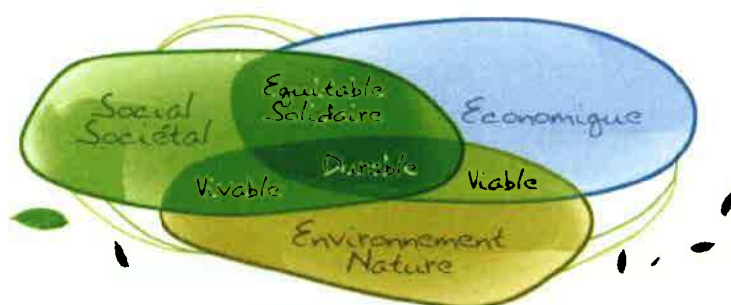 Equitable
Solidaire
Social
Sociétal
Economique
Durable
Vivable
Viable
Environnement
Nature